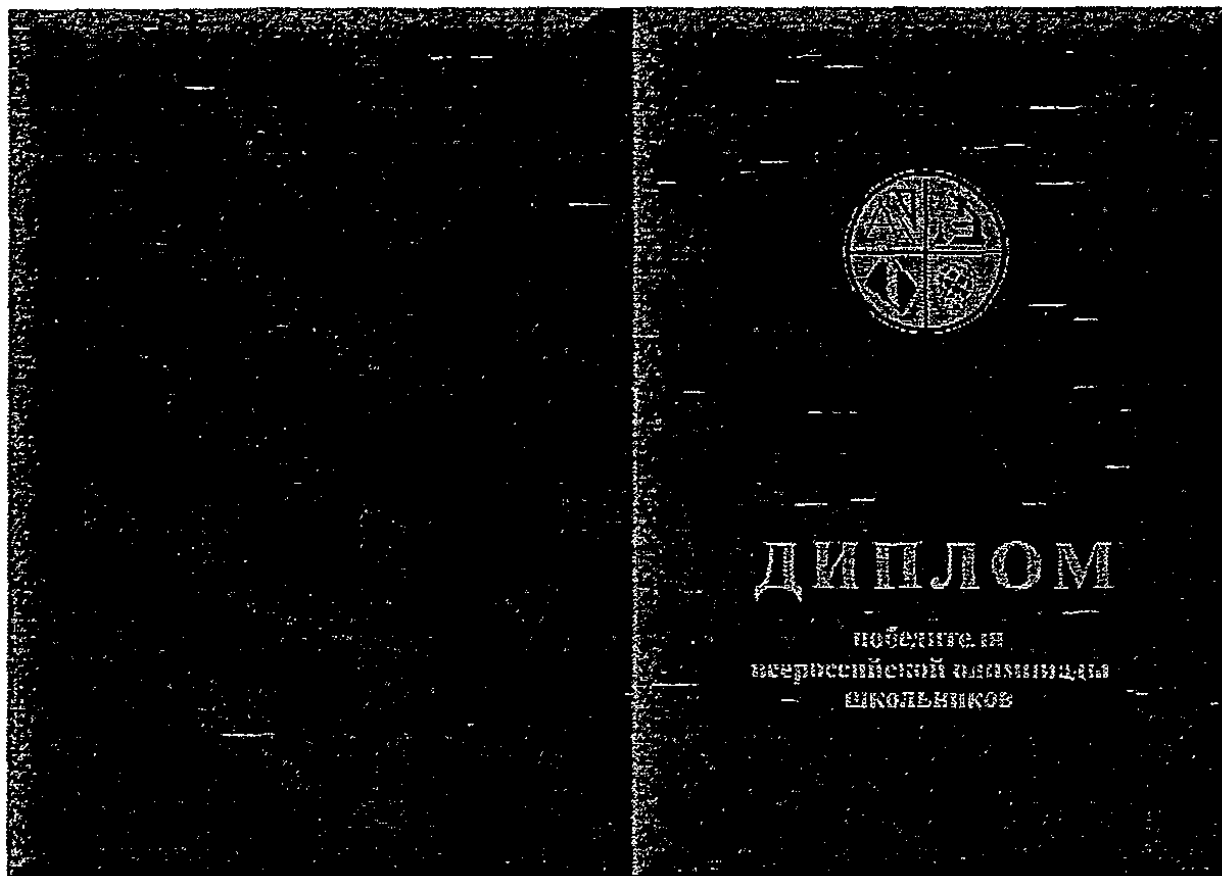 ДИПЛОМ
победителя
всероссийской олимпиады
школьников